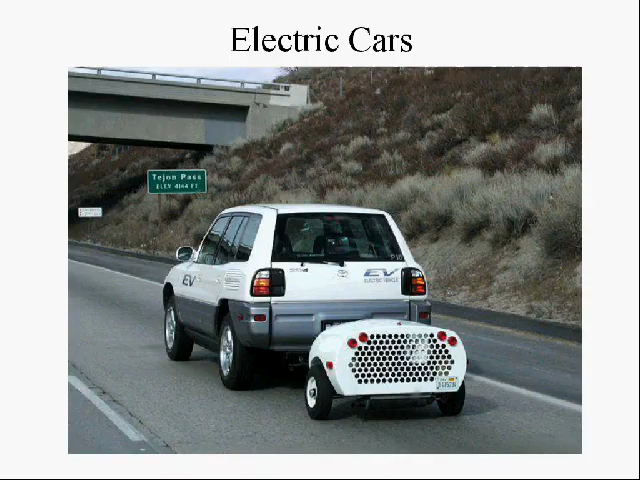 Electric Cars
Tejon Pass
ELEV 4144 FT
EV
EV
ELECTRIC VEHICLE